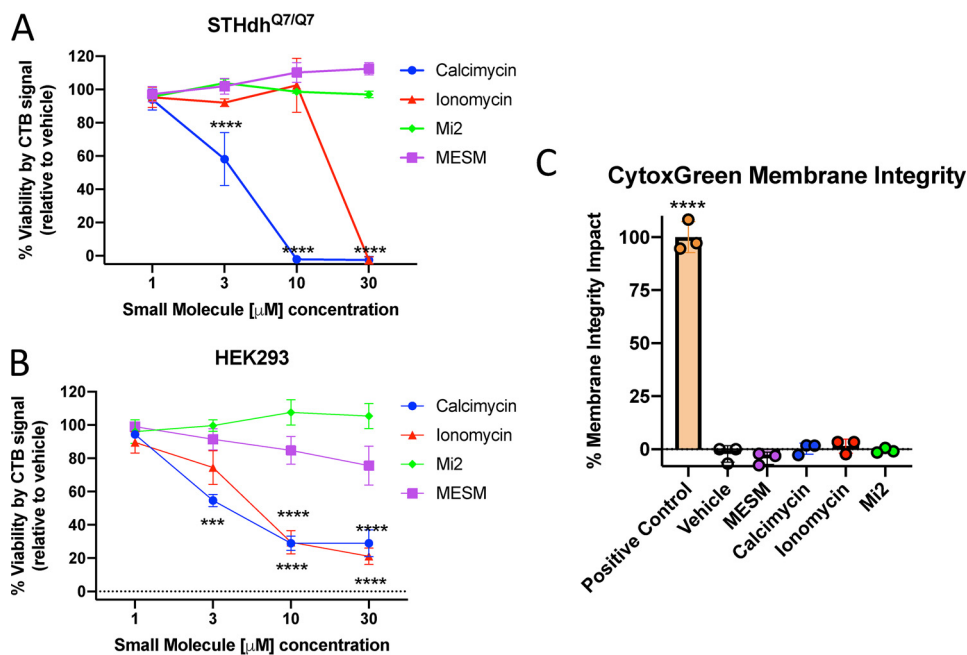 A
STHdhQ7/Q7
% Viability by CTB signal
(relative to vehicle)
120
100
80
60
40
20
0
****
****
****
1
3
10
30
Small Molecule [µM] concentration
Calcimycin
Ionomycin
Mi2
MESM
B
HEK293
% Viability by CTB signal
(relative to vehicle)
120
100
80
60
40
20
0
***
****
****
****
****
1
3
10
30
Small Molecule [µM] concentration
Calcimycin
Ionomycin
Mi2
MESM
C
CytoxGreen Membrane Integrity
% Membrane Integrity Impact
****
100
50
25
0
Positive Control
Vehicle
MESM
Calcimycin
Ionomycin
Mi2